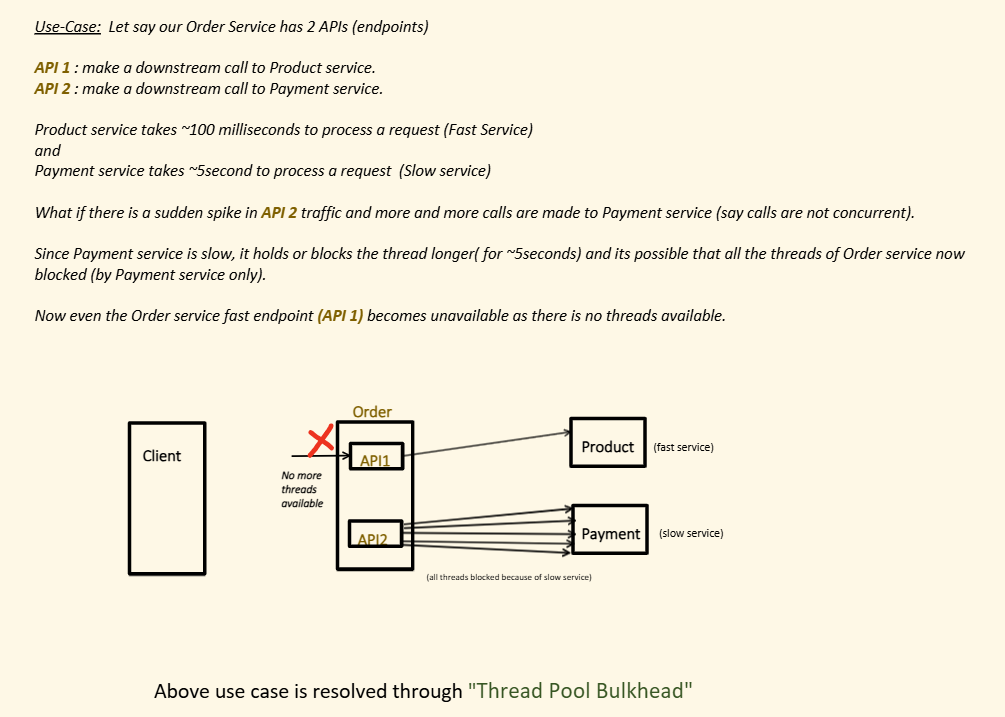 Use-Case: Let say our Order Service has 2 APIs (endpoints)
API 1 : make a downstream call to Product service.
API 2 : make a downstream call to Payment service.
Product service takes ~100 milliseconds to process a request (Fast Service)
and
Payment service takes ~5second to process a request (Slow service)
What if there is a sudden spike in API 2 traffic and more and more calls are made to Payment service (say calls are not concurrent).
Since Payment service is slow, it holds or blocks the thread longer( for ~5seconds) and its possible that all the threads of Order service now
blocked (by Payment service only).
Now even the Order service fast endpoint (API 1) becomes unavailable as there is no threads available.
Order
Client
API1
Product
(fast service)
No more
threads
available
API2
Payment
(slow service)
(all threads blocked because of slow service)
Above use case is resolved through "Thread Pool Bulkhead"